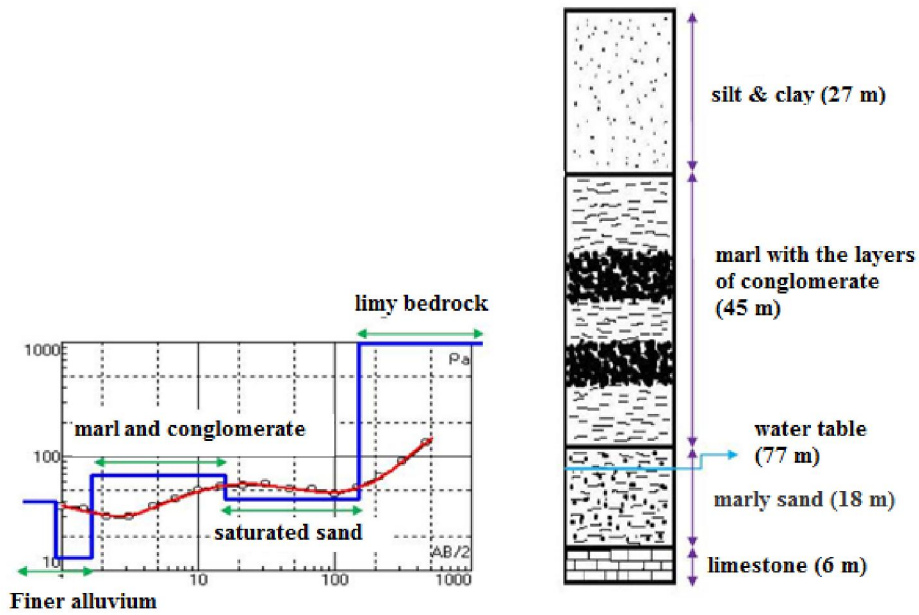 limy bedrock
1000
Pa
marl and conglomerate
100
saturated sand
10
AB/2
1
10
100
1000
Finer alluvium
silt & clay (27 m)
marl with the layers
of conglomerate
(45 m)
water table
(77 m)
marly sand (18 m)
limestone (6 m)